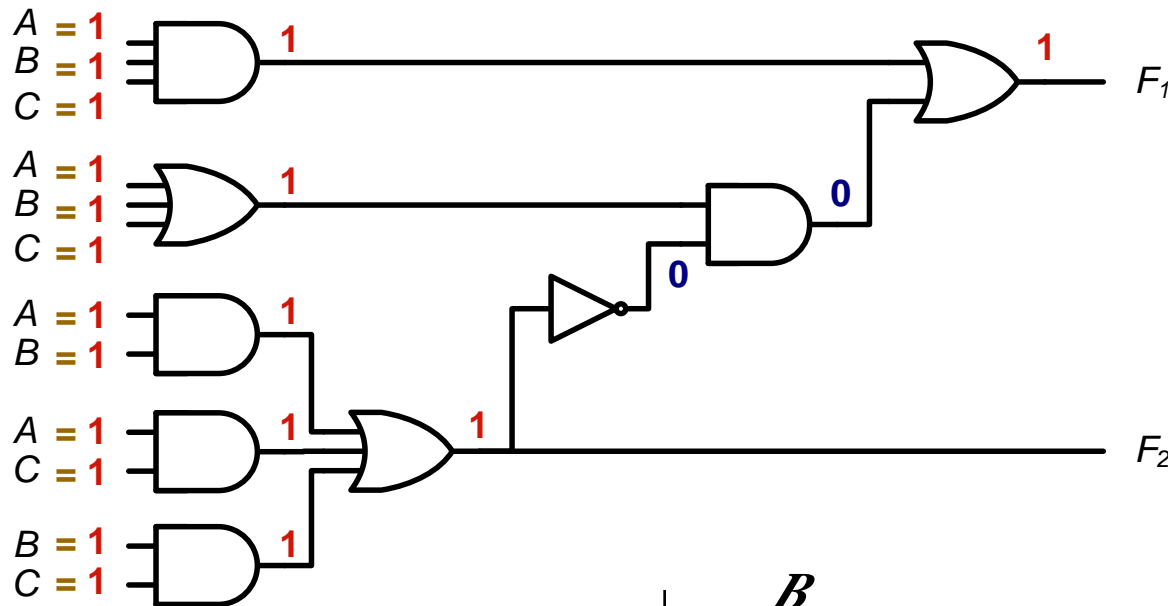 A = 1
1
1
B = 1
F1
C = 1
A = 1
1
B = 1
0
C = 1
0
A = 1
1
B = 1
A = 1
1
1
C = 1
F2
B = 1
1
C = 1
B